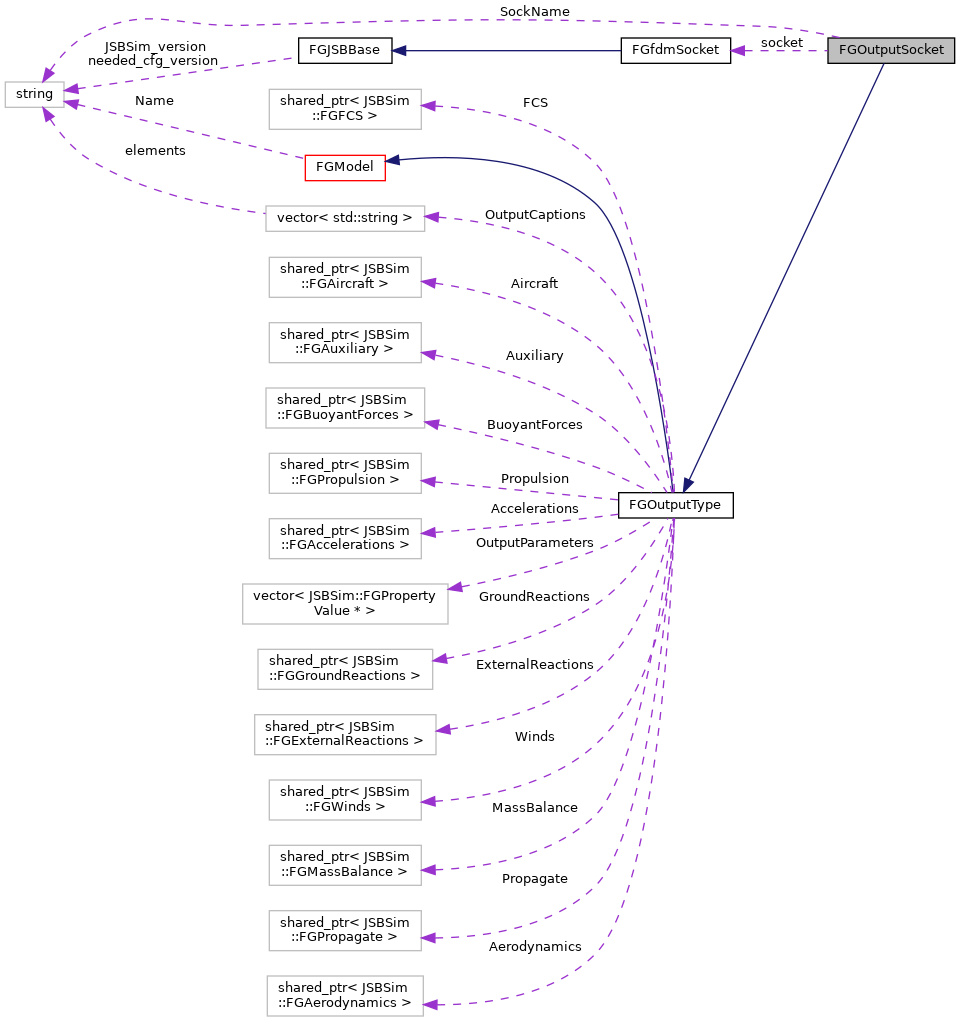 SockName
JSBSim_version
needed_cfg_version
FGJSBBase
FGfdmSocket
socket
FGOutputSocket
string
Name
shared_ptr< JSBSim
::FGFCS >
FCS
elements
FGModel
vector< std::string >
OutputCaptions
shared_ptr< JSBSim
::FGAircraft >
Aircraft
shared_ptr< JSBSim
::FGAuxiliary >
Auxiliary
shared_ptr< JSBSim
::FGBuoyantForces >
BuoyantForces
shared_ptr< JSBSim
::FGPropulsion >
Propulsion
FGOutputType
shared_ptr< JSBSim
::FGAccelerations >
Accelerations
OutputParameters
vector< JSBSim::FGProperty
Value * >
GroundReactions
shared_ptr< JSBSim
::FGGroundReactions >
ExternalReactions
shared_ptr< JSBSim
::FGExternalReactions >
Winds
shared_ptr< JSBSim
::FGWinds >
MassBalance
shared_ptr< JSBSim
::FGMassBalance >
Propagate
shared_ptr< JSBSim
::FGPropagate >
Aerodynamics
shared_ptr< JSBSim
::FGAerodynamics >